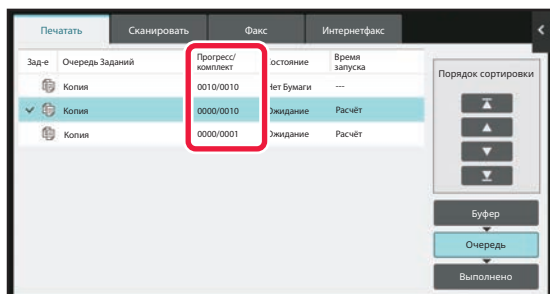 Печатать Сканировать Факс Интернетфакс
Зад-е Очередь Заданий Прогресс/комплект остояние Время запуска
Копия 0010/0010 Нет Бумаги ---
Копия 0000/0010 Ожидание Расчёт
Копия 0000/0001 Ожидание Расчёт
Порядок сортировки
Буфер
Очередь
Выполнено